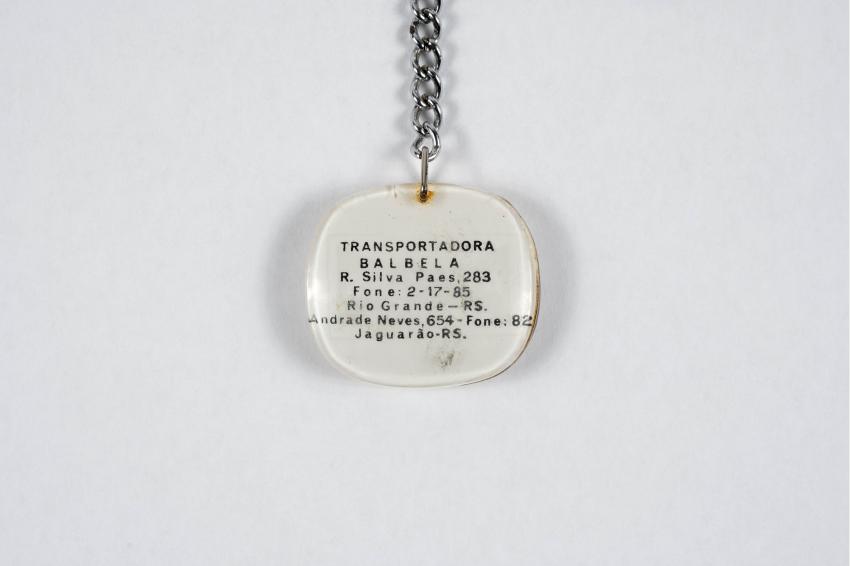 TRANSPORTADORA
BALBELA
R. Silva Paes, 283
Fone: 2-17-85
Rio Grande - RS.
Andrade Neves, 654 - Fone: 82
Jaguarão-RS.